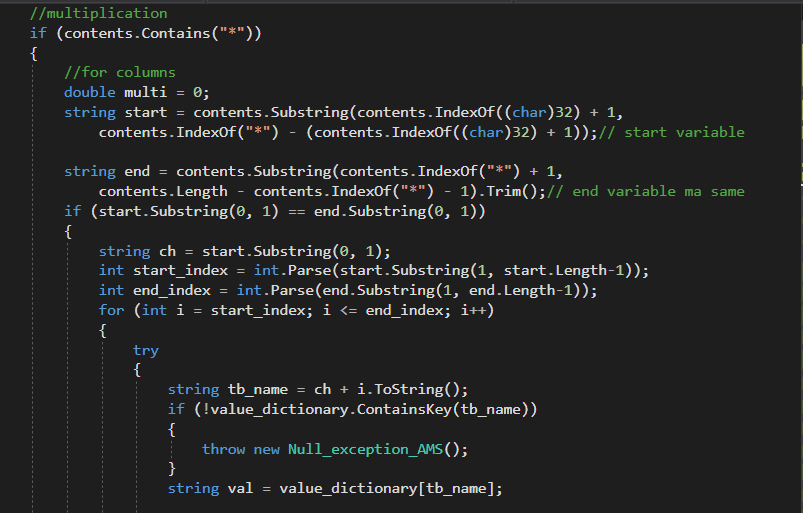 //multiplication
if (contents.Contains("*"))
{
//for columns
double multi = 0;
string start = contents.Substring(contents.IndexOf((char)32) + 1,
contents.IndexOf("*") - (contents.IndexOf((char)32) + 1));// start variable
string end = contents.Substring(contents.IndexOf("*") + 1,
contents.Length - contents.IndexOf("*") - 1).Trim();// end variable ma same
if (start.Substring(0, 1) == end.Substring(0, 1))
{
string ch = start.Substring(0, 1);
int start_index = int.Parse(start.Substring(1, start.Length-1));
int end_index = int.Parse(end.Substring(1, end.Length-1));
for (int i = start_index; i <= end_index; i++)
{
try
{
string tb_name = ch + i.ToString();
if (!value_dictionary.ContainsKey(tb_name))
{
throw new Null_exception_AMS();
}
string val = value_dictionary[tb_name];